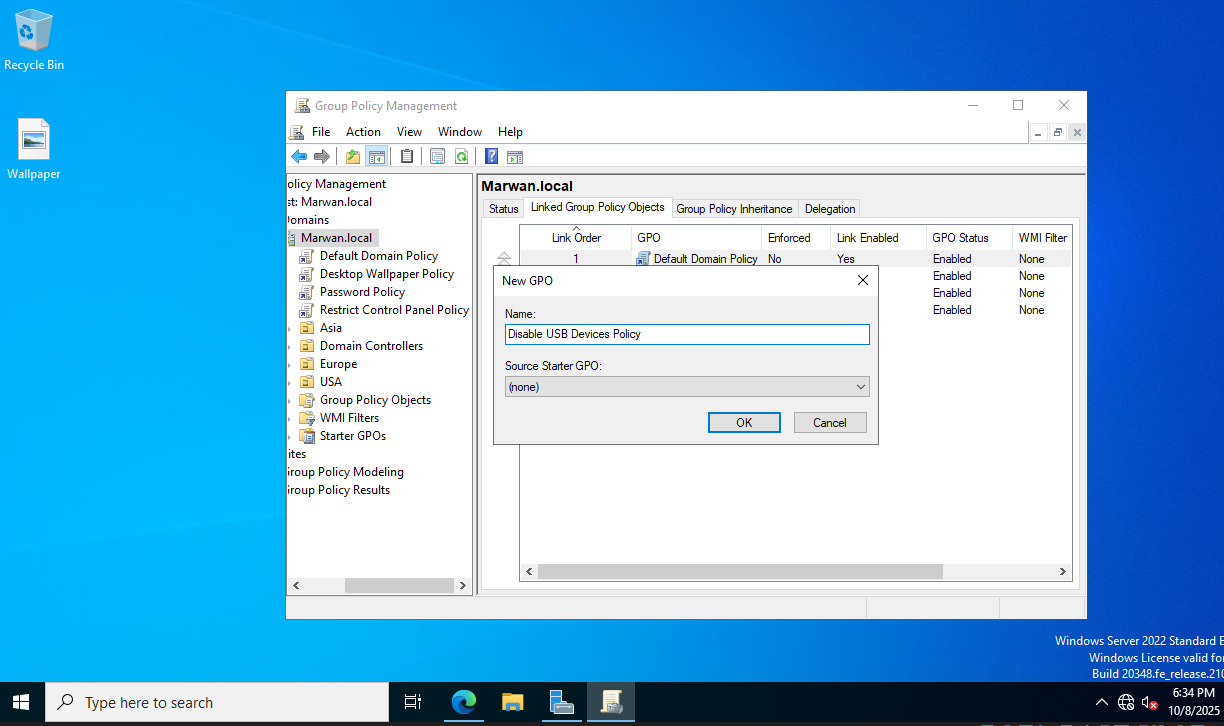 Recycle Bin
Wallpaper
Group Policy Management
File Action View Window Help
olicy Management
st: Marwan.local
omains
Marwan.local
Default Domain Policy
Desktop Wallpaper Policy
Password Policy
Restrict Control Panel Policy
Asia
Domain Controllers
Europe
USA
Group Policy Objects
WMI Filters
Starter GPOs
ites
roup Policy Modeling
roup Policy Results
Marwan.local
Status Linked Group Policy Objects Group Policy Inheritance Delegation
Link Order GPO Enforced Link Enabled GPO Status WMI Filter
1 Default Domain Policy No Yes Enabled None
Enabled None
Enabled None
Enabled None
New GPO
Name:
Disable USB Devices Policy
Source Starter GPO:
(none)
OK Cancel
Windows Server 2022 Standard E
Windows License valid for
Build 20348.fe_release.210
Type here to search
6:34 PM
10/8/2025